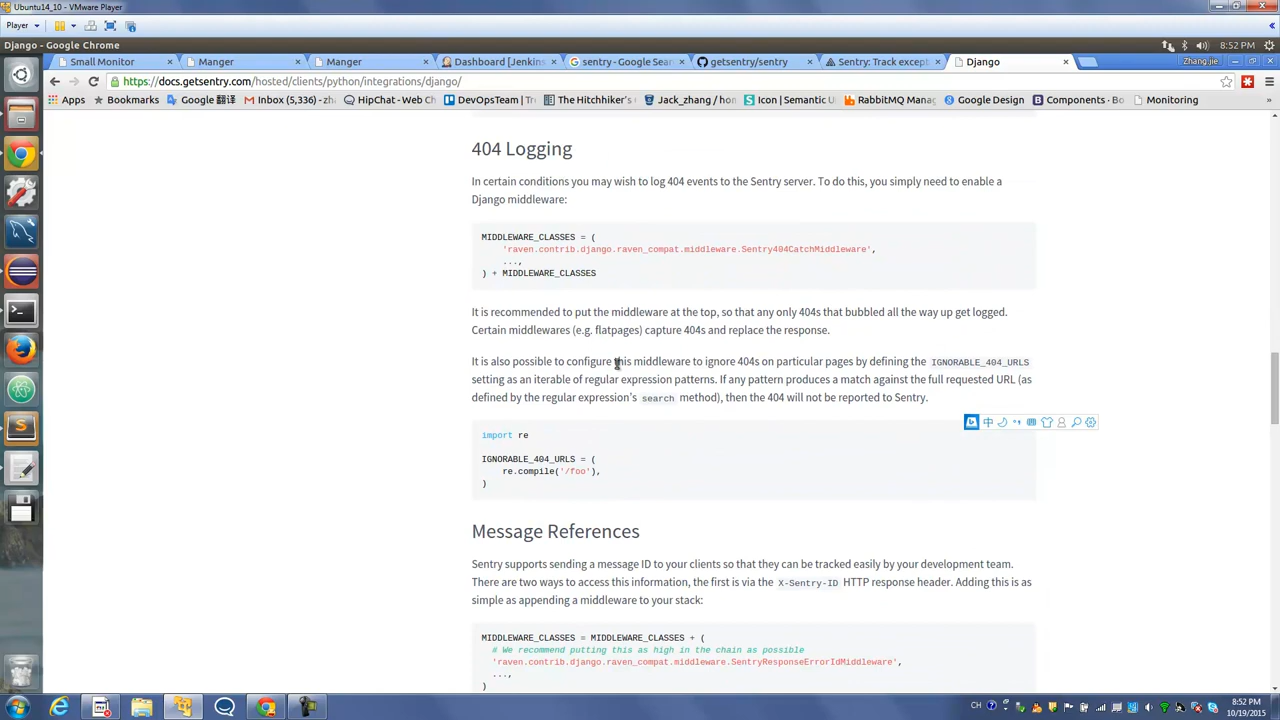 Ubuntu14_10 - VMware Player
Player
Django - Google Chrome
8:52 PM
Small Monitor
Manger
Manger
Dashboard [Jenkins
sentry - Google Sear
getsentry/sentry
Sentry: Track except
Django
Zhangjie
https://docs.getsentry.com/hosted/clients/python/integrations/django/
Apps
Bookmarks
Google 翻译
Inbox (5,336) - zha
HipChat - Web Ch
DevOpsTeam | Tr
The Hitchhiker's
Jack_zhang / hom
Icon | Semantic U
RabbitMQ Manag
Google Design
Components · Bo
Monitoring
404 Logging
In certain conditions you may wish to log 404 events to the Sentry server. To do this, you simply need to enable a
Django middleware:
MIDDLEWARE_CLASSES = (
'raven.contrib.django.raven_compat.middleware.Sentry404CatchMiddleware',
...,
) + MIDDLEWARE_CLASSES
It is recommended to put the middleware at the top, so that any only 404s that bubbled all the way up get logged.
Certain middlewares (e.g. flatpages) capture 404s and replace the response.
It is also possible to configure this middleware to ignore 404s on particular pages by defining the IGNORABLE_404_URLS
setting as an iterable of regular expression patterns. If any pattern produces a match against the full requested URL (as
defined by the regular expression's search method), then the 404 will not be reported to Sentry.
中
import re
IGNORABLE_404_URLS = (
re.compile('/foo'),
)
Message References
Sentry supports sending a message ID to your clients so that they can be tracked easily by your development team.
There are two ways to access this information, the first is via the X-Sentry-ID HTTP response header. Adding this is as
simple as appending a middleware to your stack:
MIDDLEWARE_CLASSES = MIDDLEWARE_CLASSES + (
# We recommend putting this as high in the chain as possible
'raven.contrib.django.raven_compat.middleware.SentryResponseErrorIdMiddleware',
...,
)
CH
8:52 PM
10/19/2015